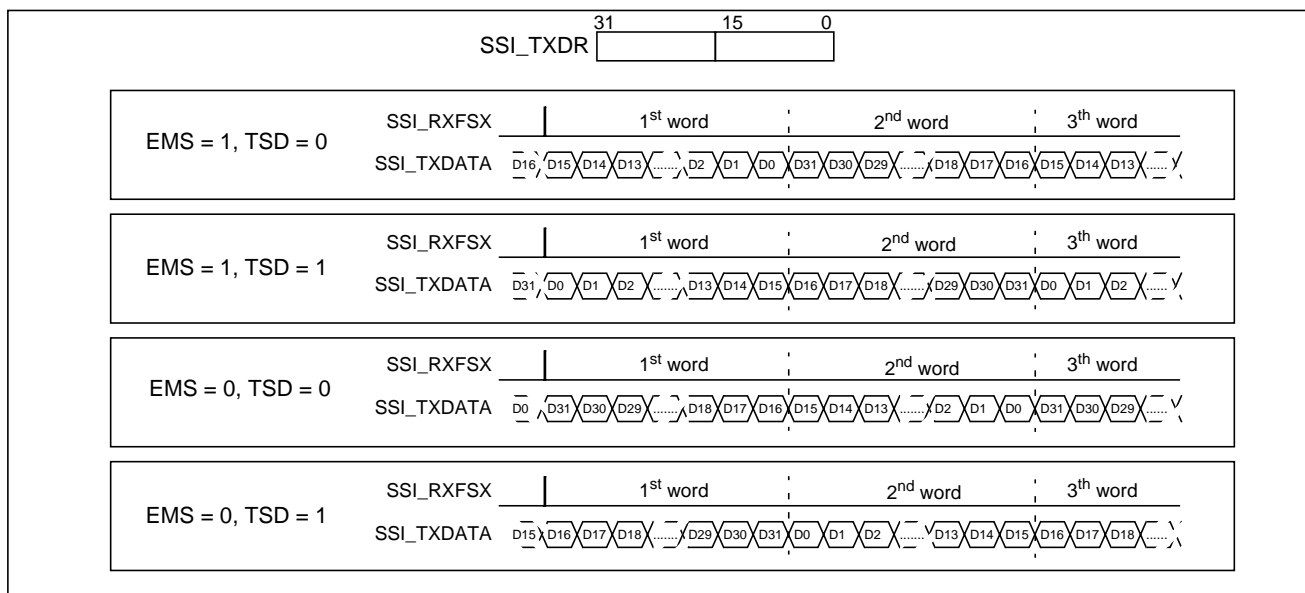 31 15 0
SSI_TXDR
EMS = 1, TSD = 0
SSI_RXFSX 1st word 2nd word 3th word
SSI_TXDATA D16 D15 D14 D13 ....... D2 D1 D0 D31 D30 D29 ....... D18 D17 D16 D15 D14 D13 ......
EMS = 1, TSD = 1
SSI_RXFSX 1st word 2nd word 3th word
SSI_TXDATA D31 D0 D1 D2 ....... D13 D14 D15 D16 D17 D18 ....... D29 D30 D31 D0 D1 D2 ......
EMS = 0, TSD = 0
SSI_RXFSX 1st word 2nd word 3th word
SSI_TXDATA D0 D31 D30 D29 ....... D18 D17 D16 D15 D14 D13 ....... D2 D1 D0 D31 D30 D29 ......
EMS = 0, TSD = 1
SSI_RXFSX 1st word 2nd word 3th word
SSI_TXDATA D15 D16 D17 D18 ....... D29 D30 D31 D0 D1 D2 ....... D13 D14 D15 D16 D17 D18 ......